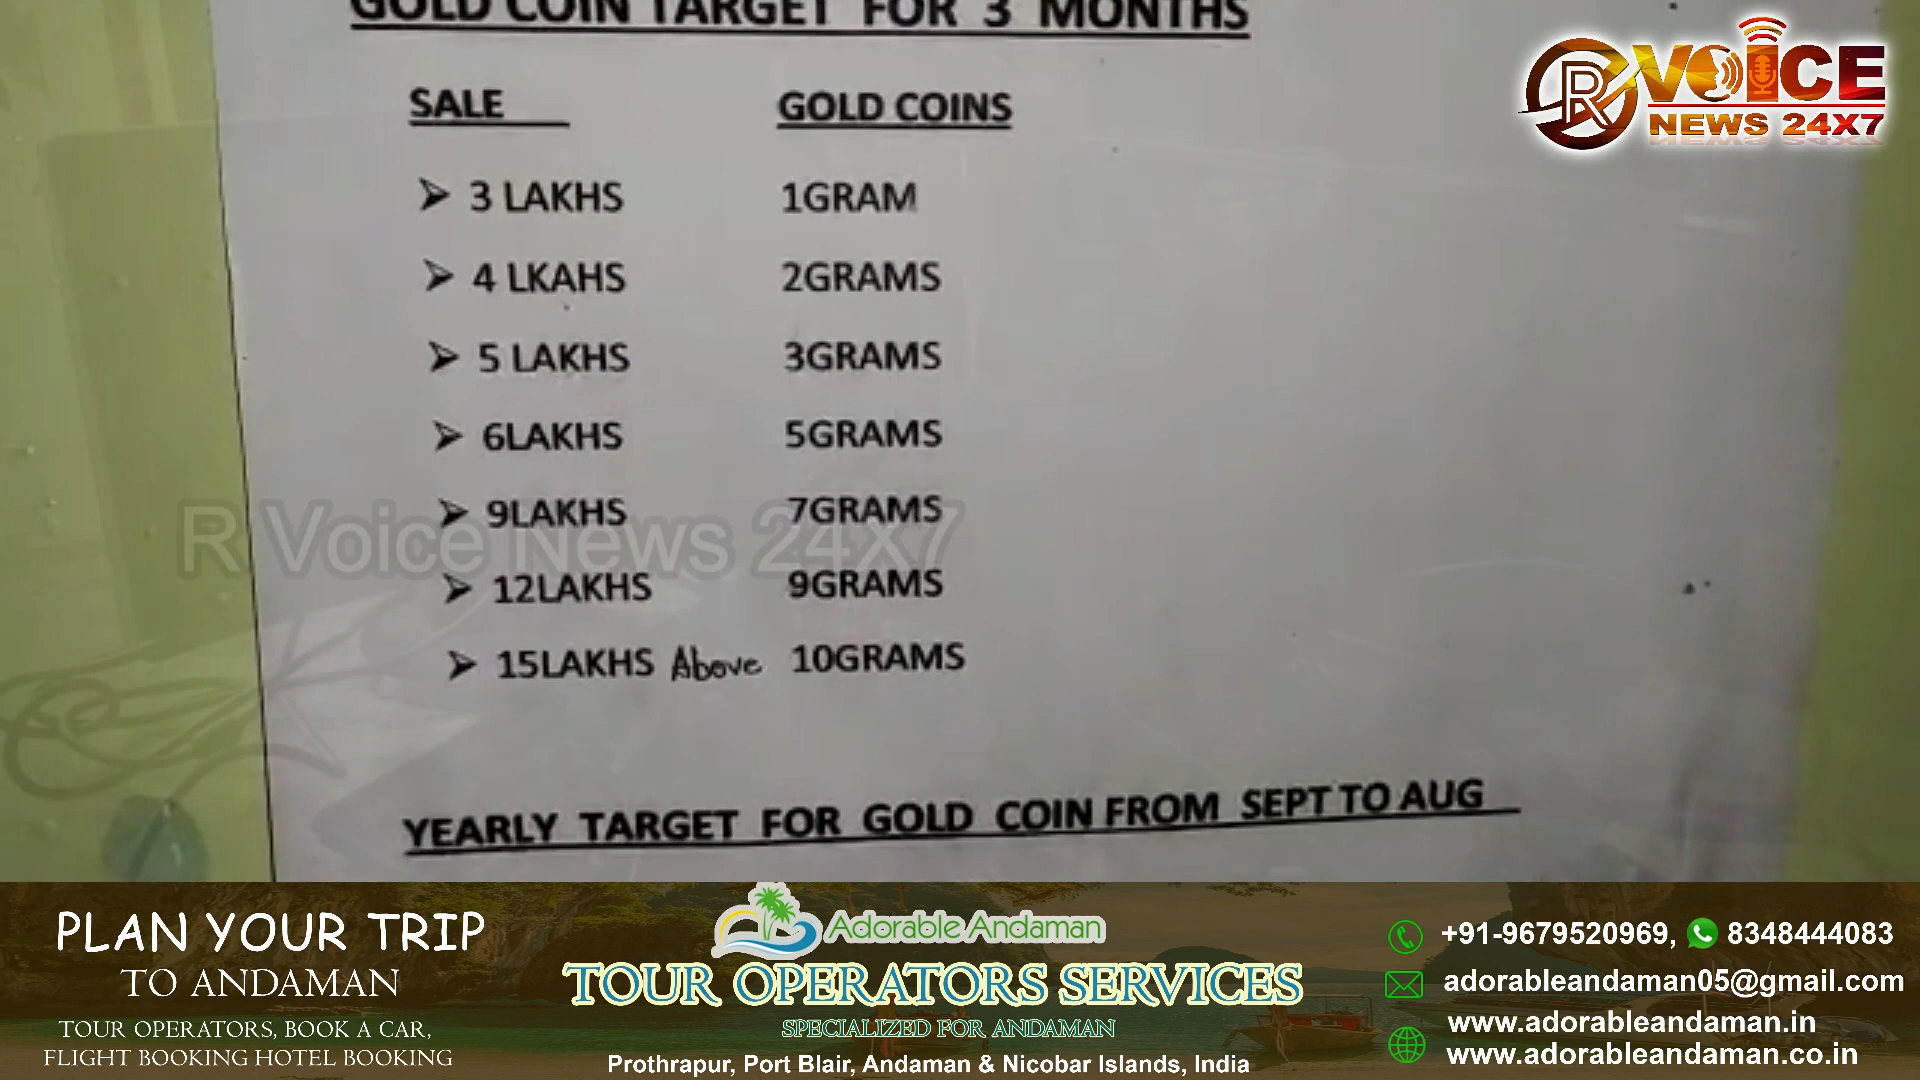 GOLD COIN TARGET FOR 3 MONTHS
SALE GOLD COINS
➢ 3 LAKHS 1GRAM
➢ 4 LKAHS 2GRAMS
➢ 5 LAKHS 3GRAMS
➢ 6LAKHS 5GRAMS
➢ 9LAKHS 7GRAMS
➢ 12LAKHS 9GRAMS
➢ 15LAKHS Above 10GRAMS
YEARLY TARGET FOR GOLD COIN FROM SEPT TO AUG
R VOICE
NEWS 24X7
R Voice News 24x7
PLAN YOUR TRIP
TO ANDAMAN
TOUR OPERATORS, BOOK A CAR,
FLIGHT BOOKING HOTEL BOOKING
Adorable Andaman
TOUR OPERATORS SERVICES
SPECIALIZED FOR ANDAMAN
Prothrapur, Port Blair, Andaman & Nicobar Islands, India
+91-9679520969, 8348444083
adorableandaman05@gmail.com
www.adorableandaman.in
www.adorableandaman.co.in